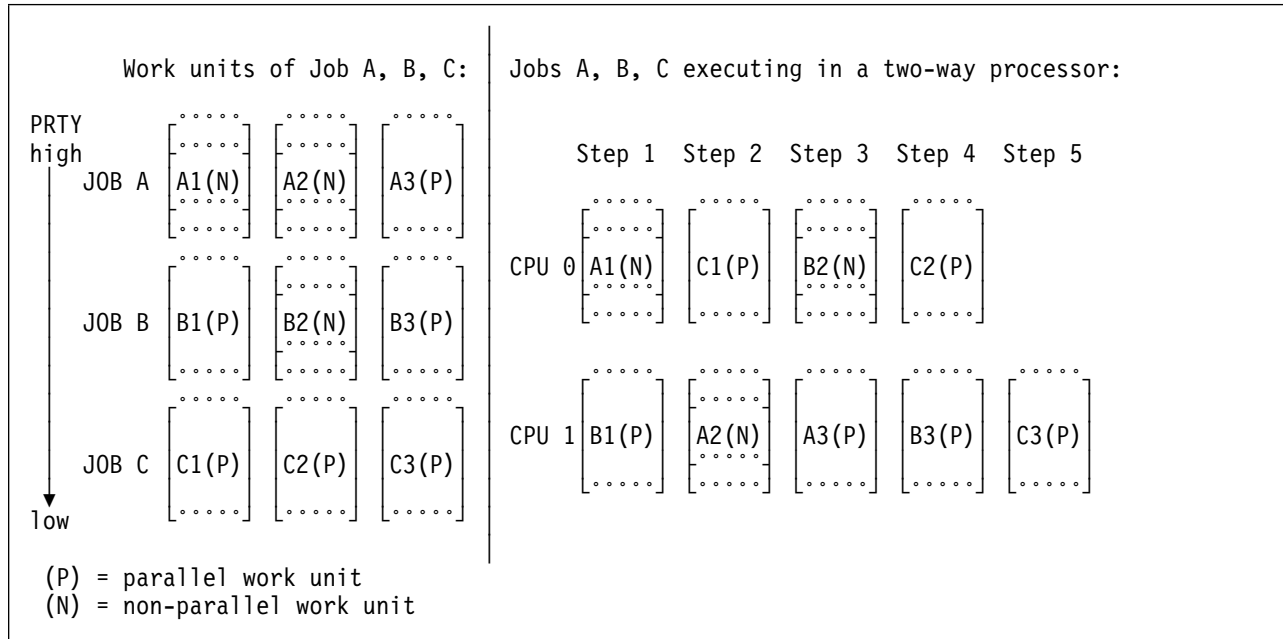 Work units of Job A, B, C:
Jobs A, B, C executing in a two-way processor:
PRTY
high
JOB A A1(N) A2(N) A3(P)
JOB B B1(P) B2(N) B3(P)
JOB C C1(P) C2(P) C3(P)
low
Step 1 Step 2 Step 3 Step 4 Step 5
CPU 0 A1(N) C1(P) B2(N) C2(P)
CPU 1 B1(P) A2(N) A3(P) B3(P) C3(P)
(P) = parallel work unit
(N) = non-parallel work unit